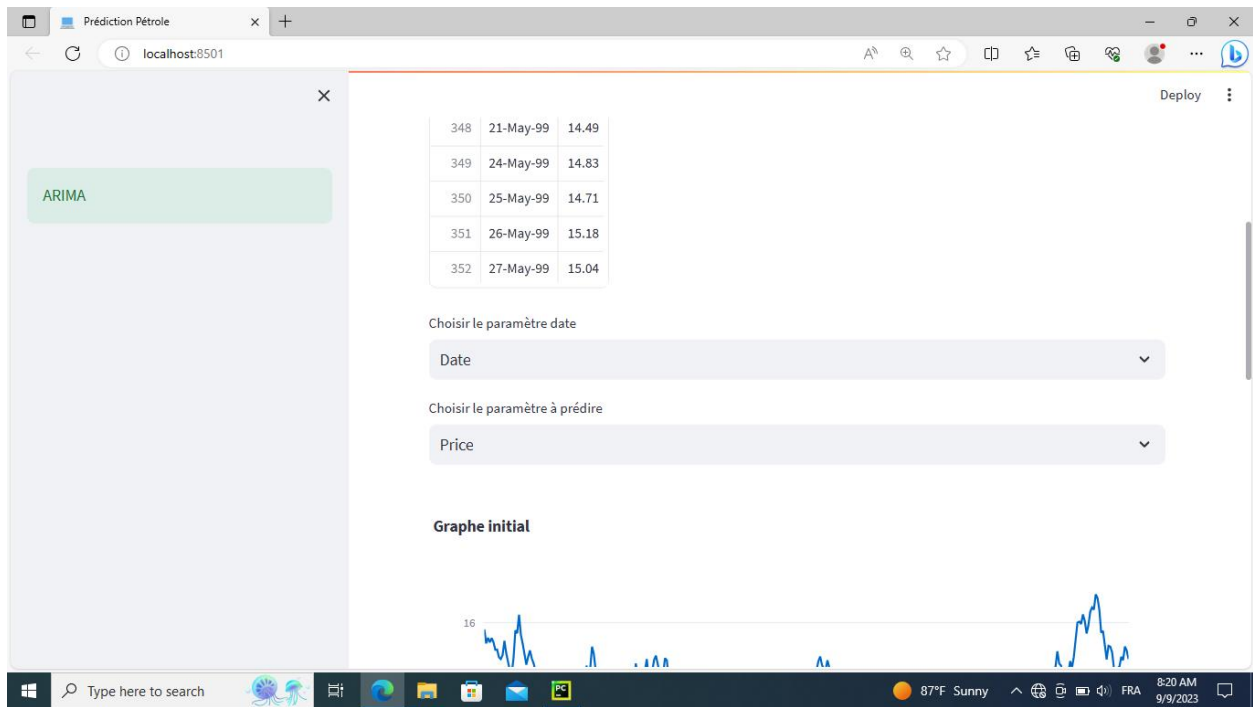 Prédiction Pétrole
localhost:8501
Deploy
ARIMA
348 21-May-99 14.49
349 24-May-99 14.83
350 25-May-99 14.71
351 26-May-99 15.18
352 27-May-99 15.04
Choisir le paramètre date
Date
Choisir le paramètre à prédire
Price
Graphe initial
16
Type here to search
PC
87°F Sunny
FRA
8:20 AM
9/9/2023